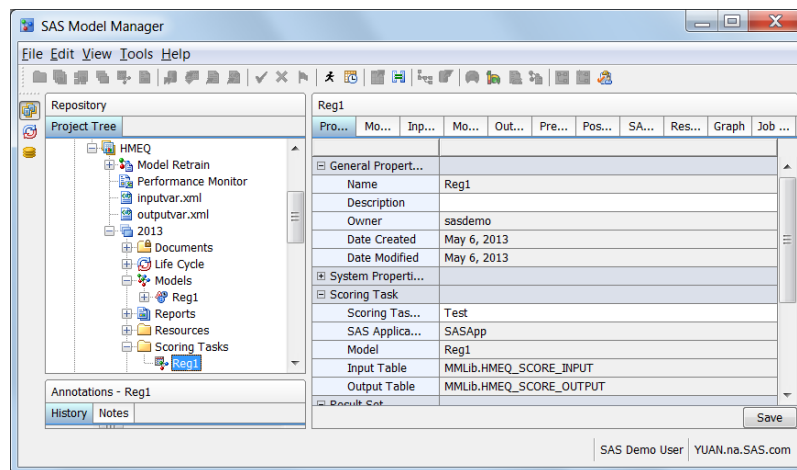 SAS Model Manager
File Edit View Tools Help
Repository
Project Tree
HMEQ
Model Retrain
Performance Monitor
inputvar.xml
outputvar.xml
2013
Documents
Life Cycle
Models
Reg1
Reports
Resources
Scoring Tasks
Reg1
Annotations - Reg1
History Notes
Reg1
Pro... Mo... Inp... Mo... Out... Pre... Pos... SA... Res... Graph Job ...
General Propert...
Name Reg1
Description
Owner sasdemo
Date Created May 6, 2013
Date Modified May 6, 2013
System Properti...
Scoring Task
Scoring Tas... Test
SAS Applica... SASApp
Model Reg1
Input Table MMLib.HMEQ_SCORE_INPUT
Output Table MMLib.HMEQ_SCORE_OUTPUT
Result Set
Save
SAS Demo User YUAN.na.SAS.com